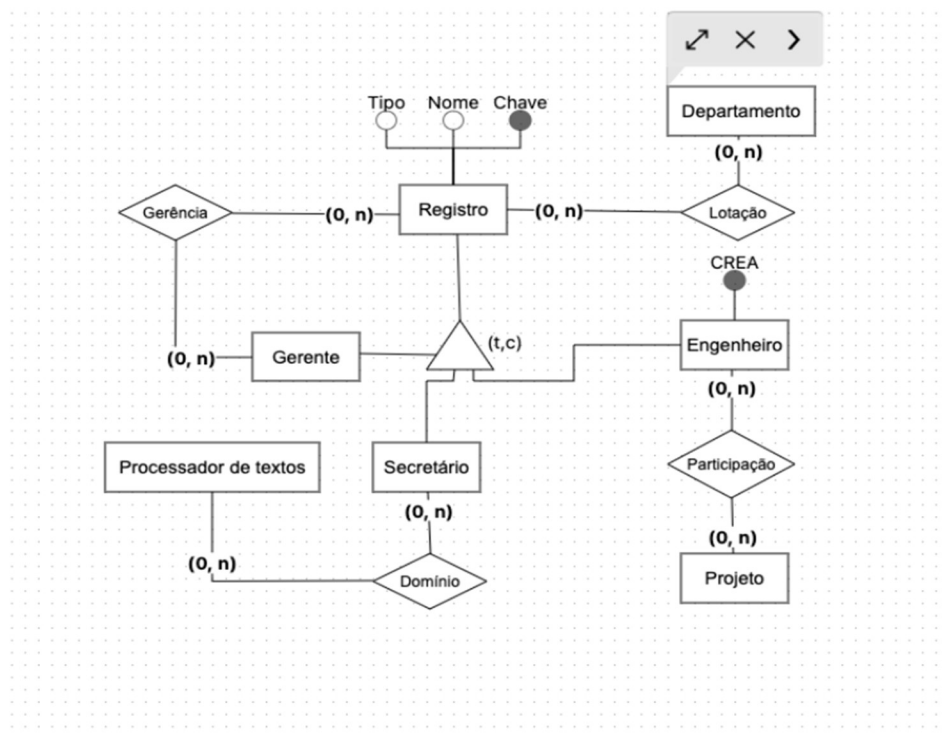 Tipo Nome Chave
Departamento
(0, n)
Gerência
(0, n)
Registro
(0, n)
Lotação
CREA
(t,c)
Engenheiro
(0, n)
Gerente
(0, n)
Processador de textos
Secretário
Participação
(0, n)
(0, n)
(0, n)
Domínio
Projeto